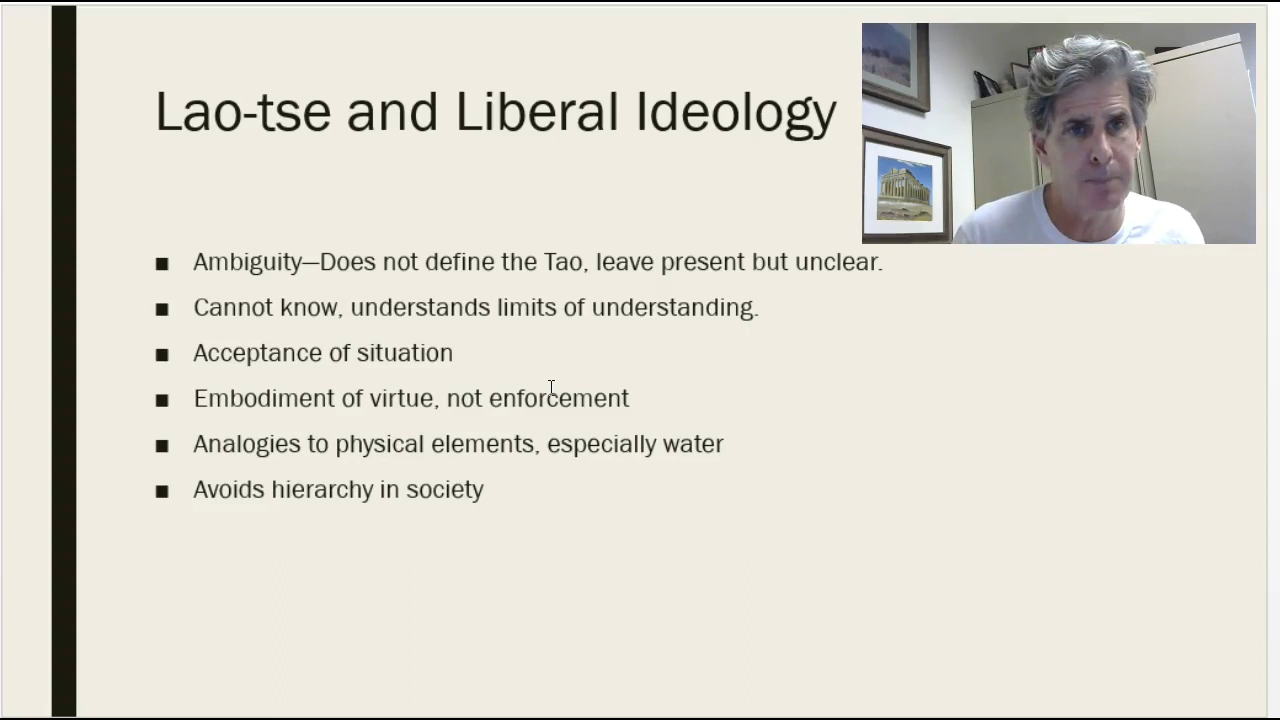 Lao-tse and Liberal Ideology
■ Ambiguity—Does not define the Tao, leave present but unclear.
■ Cannot know, understands limits of understanding.
■ Acceptance of situation
■ Embodiment of virtue, not enforcement
■ Analogies to physical elements, especially water
■ Avoids hierarchy in society